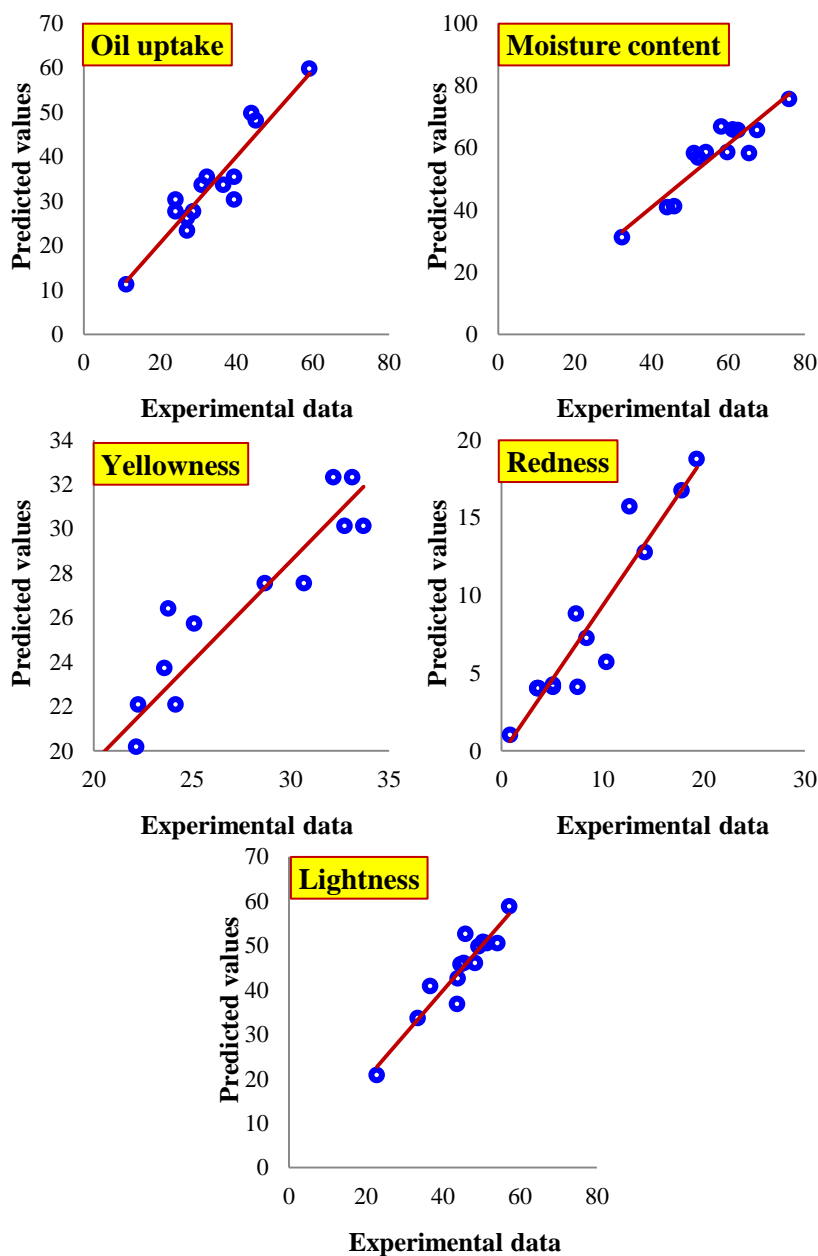 Oil uptake
70
60
50
40
30
20
10
0
Predicted values
0 20 40 60 80
Experimental data
Moisture content
100
80
60
40
20
0
Predicted values
0 20 40 60 80
Experimental data
Yellowness
34
32
30
28
26
24
22
20
Predicted values
20 25 30 35
Experimental data
Redness
20
15
10
5
0
Predicted values
0 10 20 30
Experimental data
Lightness
70
60
50
40
30
20
10
0
Predicted values
0 20 40 60 80
Experimental data